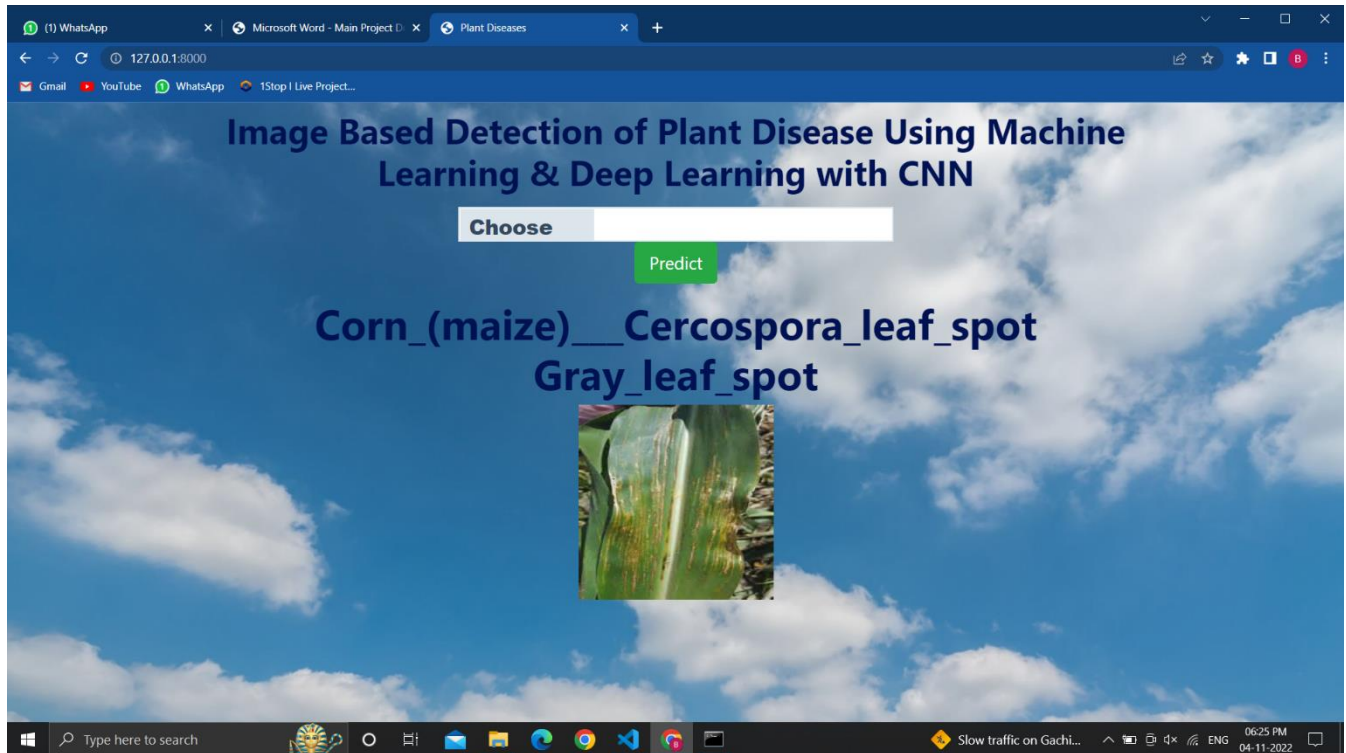 (1) WhatsApp
Microsoft Word - Main Project D
Plant Diseases
127.0.0.1:8000
B
Gmail
YouTube
WhatsApp
1Stop | Live Project...
Image Based Detection of Plant Disease Using Machine
Learning & Deep Learning with CNN
Choose
Predict
Corn_(maize)___Cercospora_leaf_spot
Gray_leaf_spot
Type here to search
Slow traffic on Gachi...
ENG
06:25 PM
04-11-2022